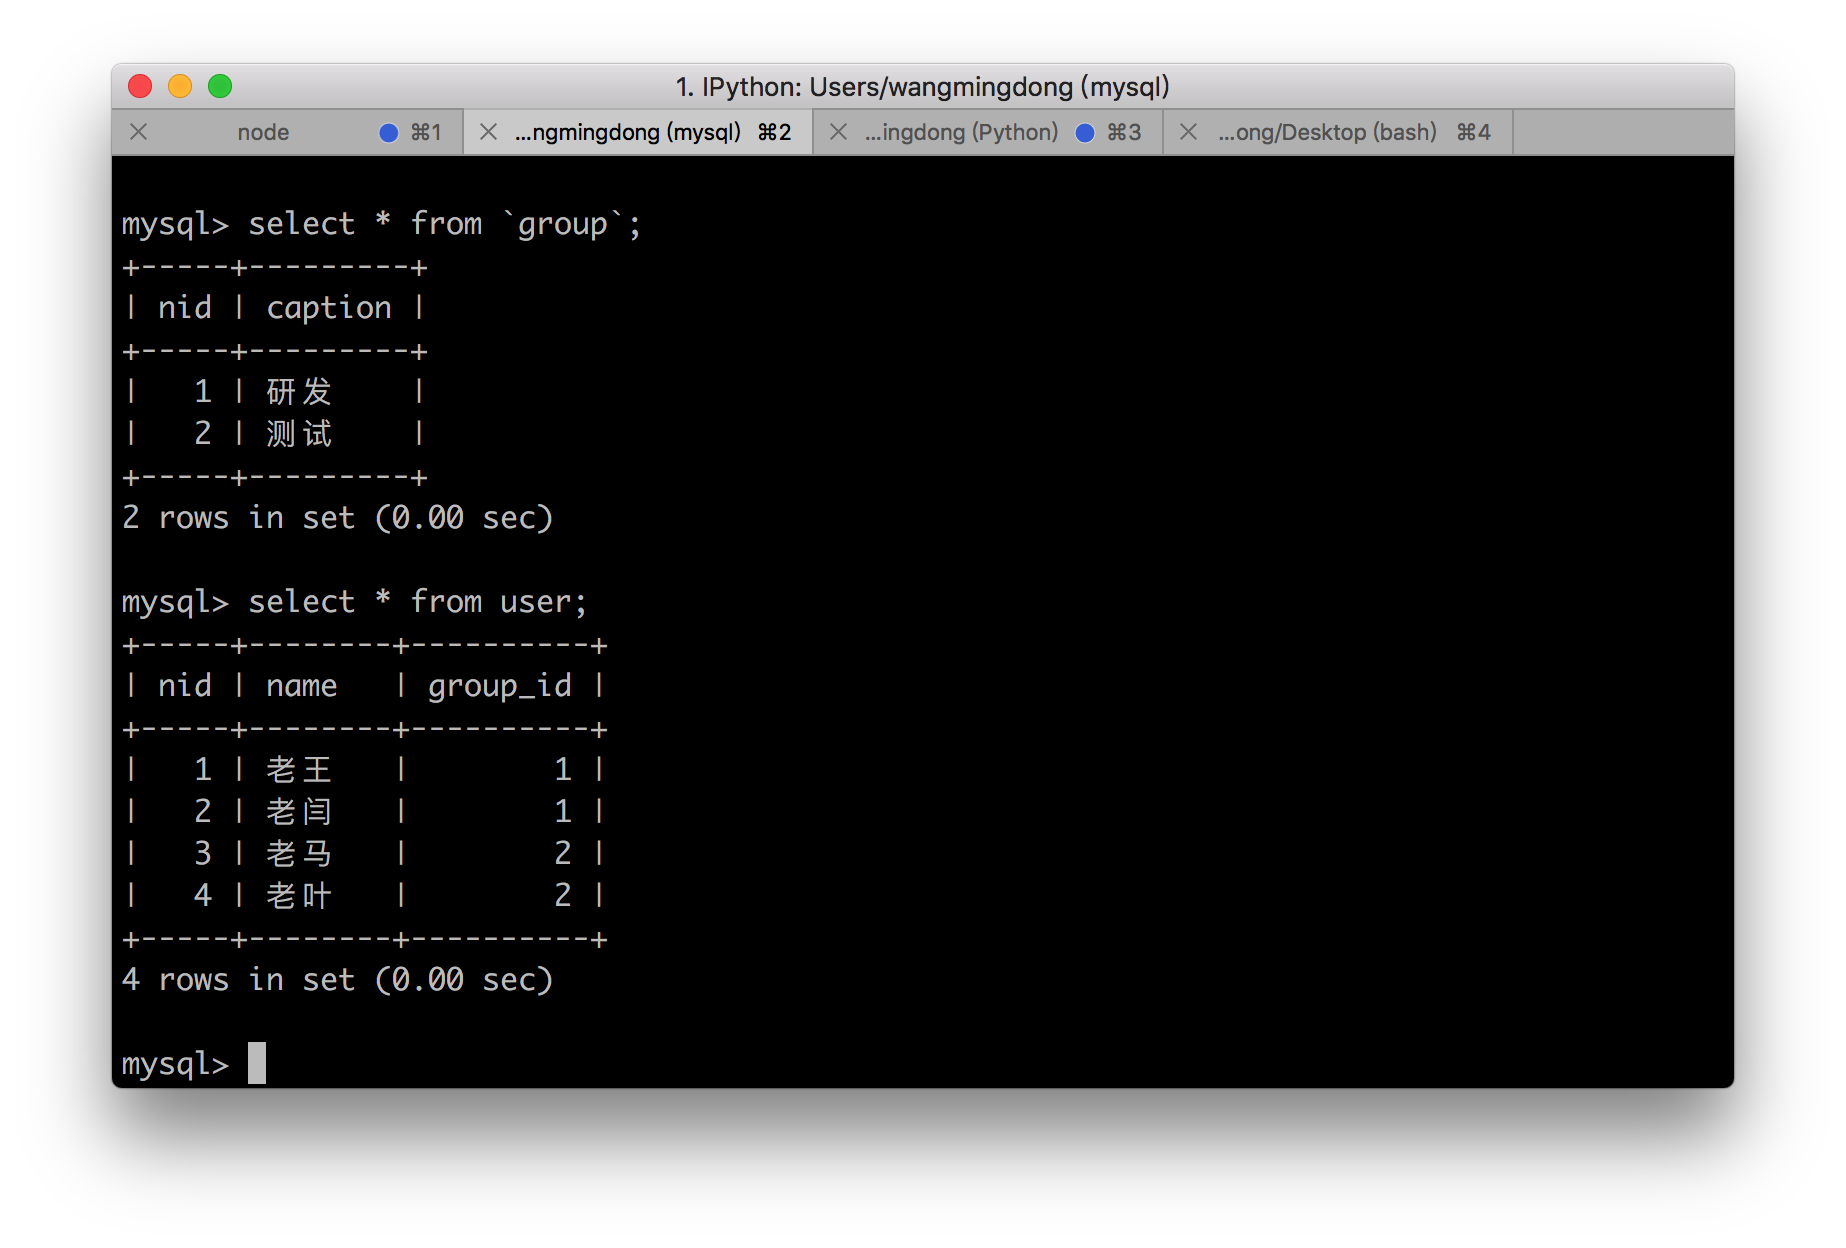 1. IPython: Users/wangmingdong (mysql)
node ⌘1 ...ngmingdong (mysql) ⌘2 ...ingdong (Python) ⌘3 ...ong/Desktop (bash) ⌘4
mysql> select * from `group`;
+-----+---------+
| nid | caption |
+-----+---------+
|   1 | 研发    |
|   2 | 测试    |
+-----+---------+
2 rows in set (0.00 sec)
mysql> select * from user;
+-----+--------+----------+
| nid | name   | group_id |
+-----+--------+----------+
|   1 | 老王   |        1 |
|   2 | 老闫   |        1 |
|   3 | 老马   |        2 |
|   4 | 老叶   |        2 |
+-----+--------+----------+
4 rows in set (0.00 sec)
mysql>